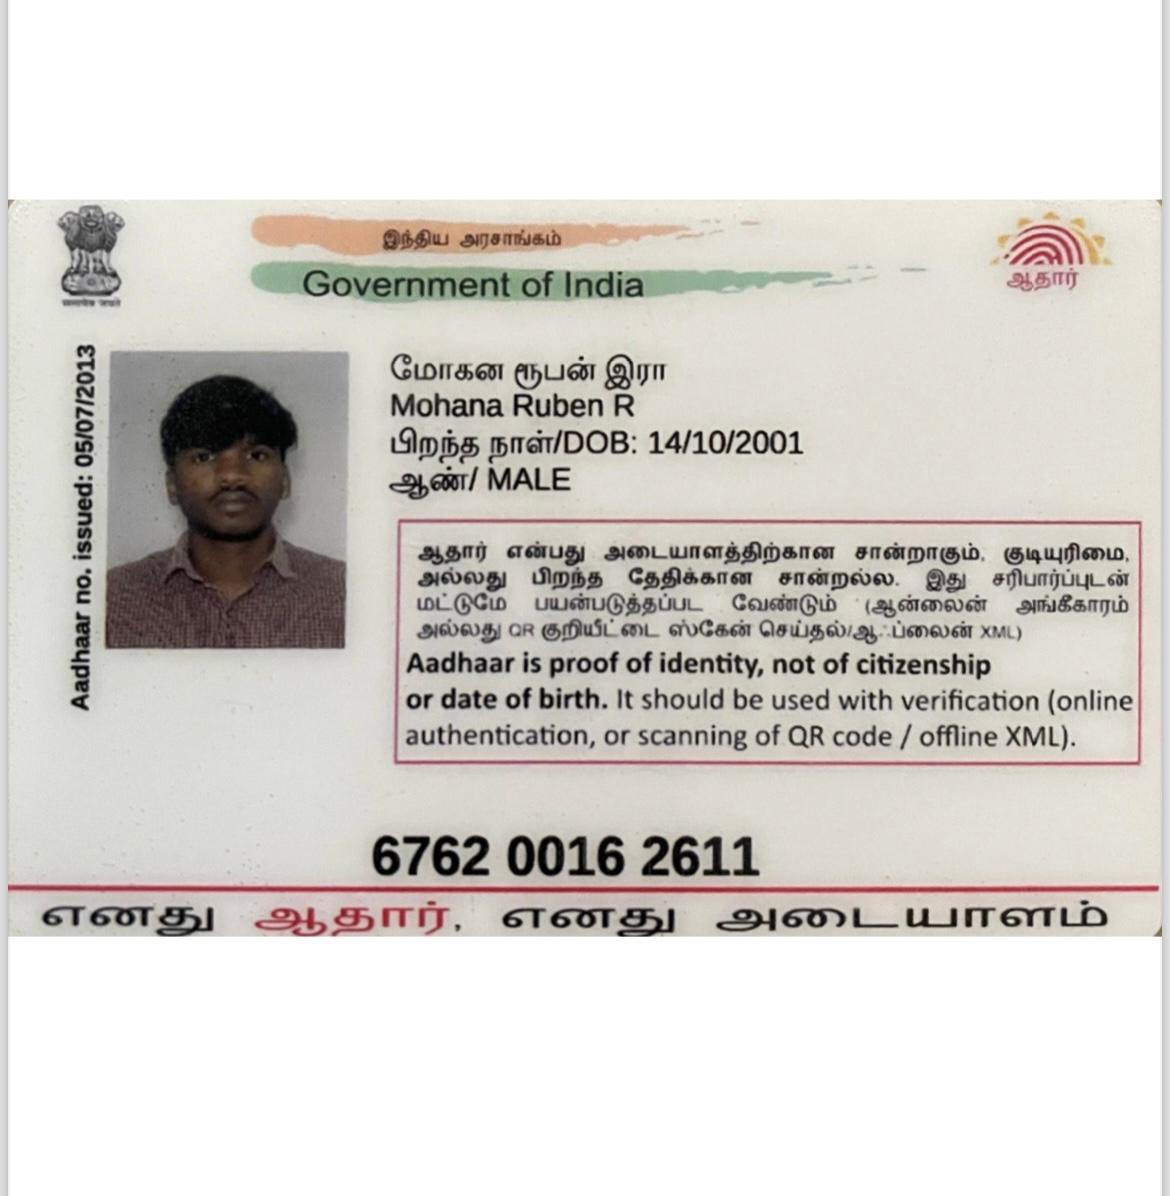 இந்திய அரசாங்கம்
Government of India
ஆதார்
Aadhaar no. issued: 05/07/2013
மோகன ரூபன் இரா
Mohana Ruben R
பிறந்த நாள்/DOB: 14/10/2001
ஆண்/ MALE
ஆதார் என்பது அடையாளத்திற்கான சான்றாகும், குடியுரிமை,
அல்லது பிறந்த தேதிக்கான சான்றல்ல. இது சரிபார்ப்புடன்
மட்டுமே பயன்படுத்தப்பட வேண்டும் (ஆன்லைன் அங்கீகாரம்
அல்லது QR குறியீட்டை ஸ்கேன் செய்தல்/ஆஃப்லைன் XML)
Aadhaar is proof of identity, not of citizenship
or date of birth. It should be used with verification (online
authentication, or scanning of QR code / offline XML).
6762 0016 2611
எனது ஆதார், எனது அடையாளம்